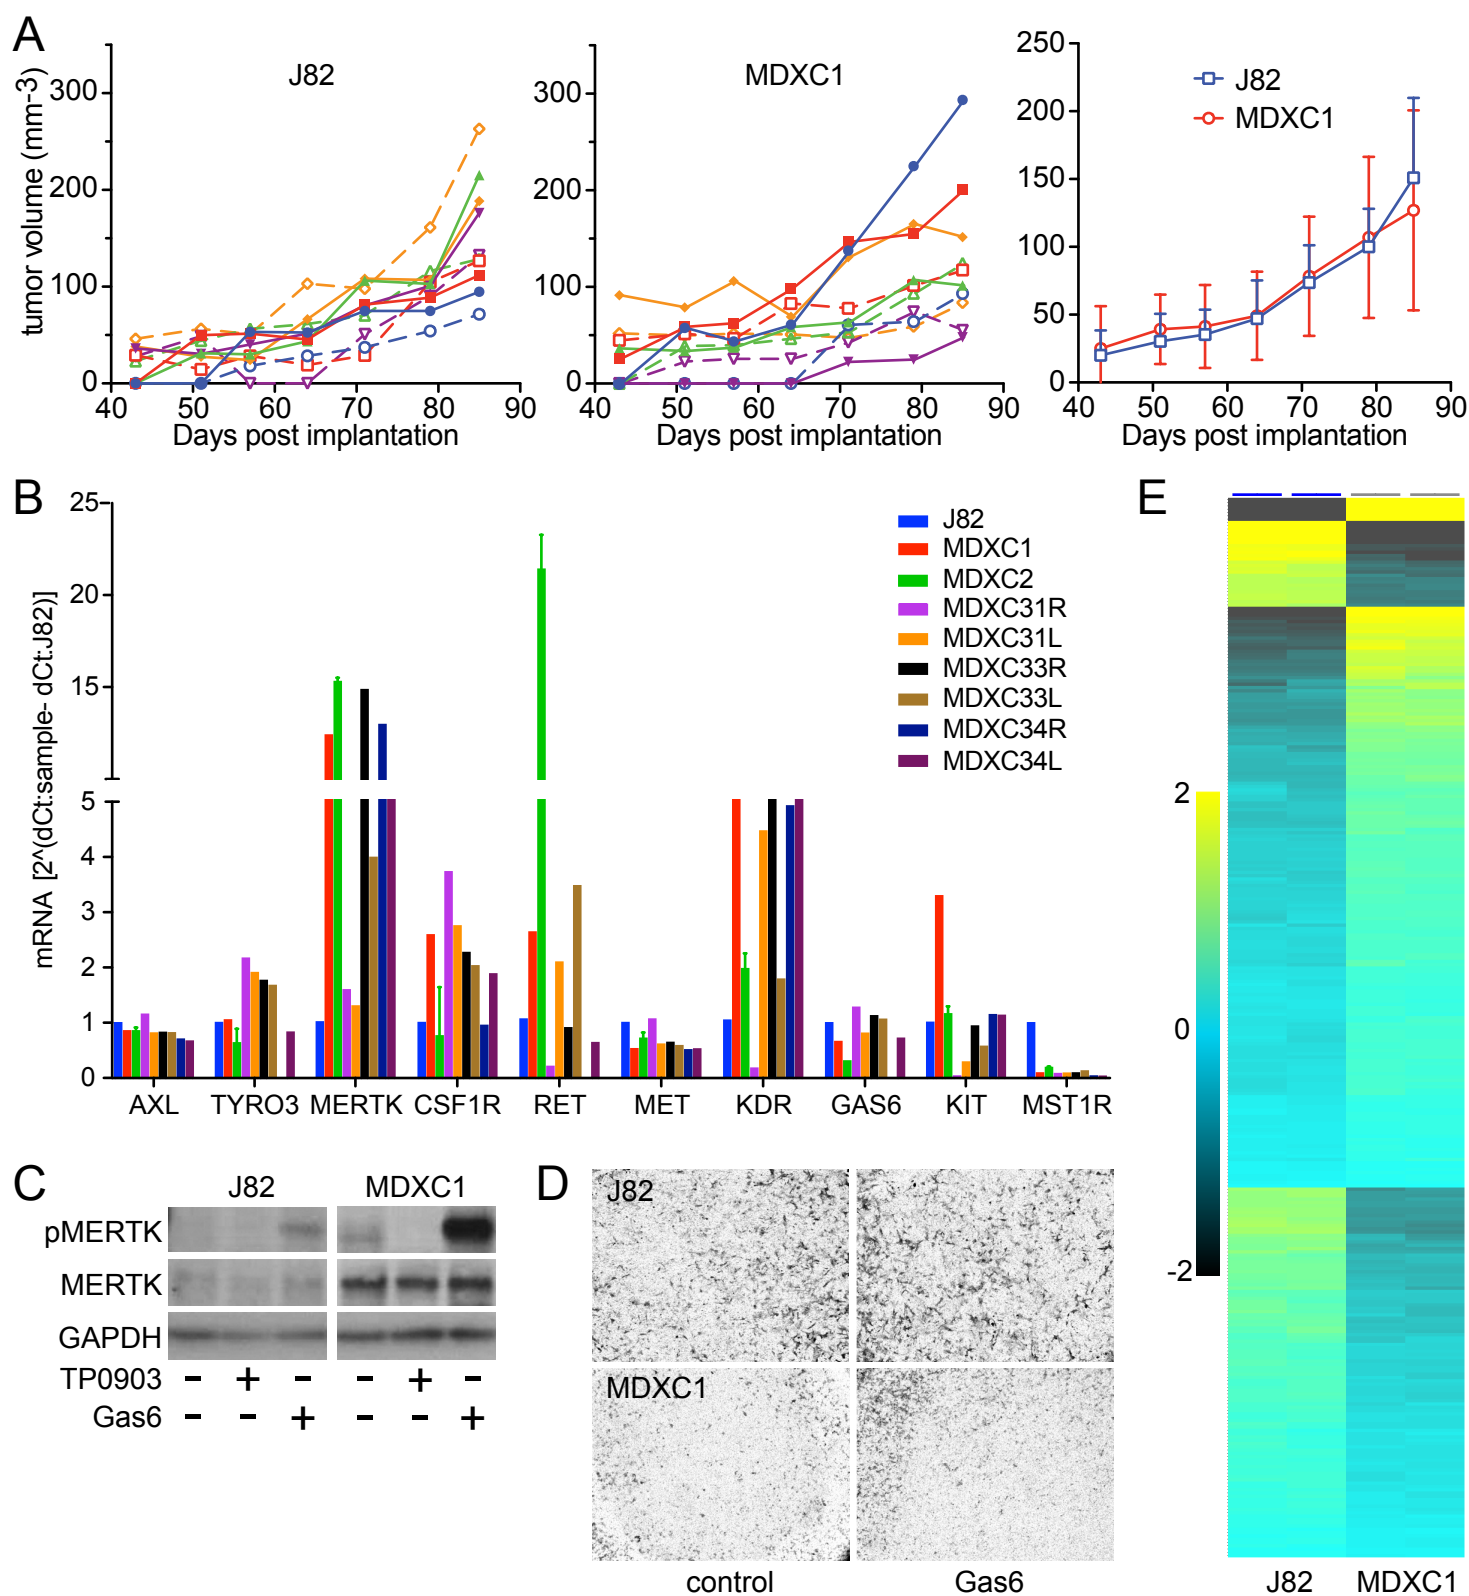 A
J82
MDXC1
J82
MDXC1
tumor volume (mm-3)
300
200
100
0
40 50 60 70 80 90
Days post implantation
300
200
100
0
40 50 60 70 80 90
Days post implantation
250
200
150
100
50
0
40 50 60 70 80 90
Days post implantation
B
mRNA [2^(dCt:sample- dCt:J82)]
25
20
15
5
4
3
2
1
0
J82
MDXC1
MDXC2
MDXC31R
MDXC31L
MDXC33R
MDXC33L
MDXC34R
MDXC34L
AXL TYRO3 MERTK CSF1R RET MET KDR GAS6 KIT MST1R
C
J82 MDXC1
pMERTK
MERTK
GAPDH
TP0903 - + - - + -
Gas6 - - + - - +
D
J82
MDXC1
control Gas6
E
2
0
-2
J82 MDXC1